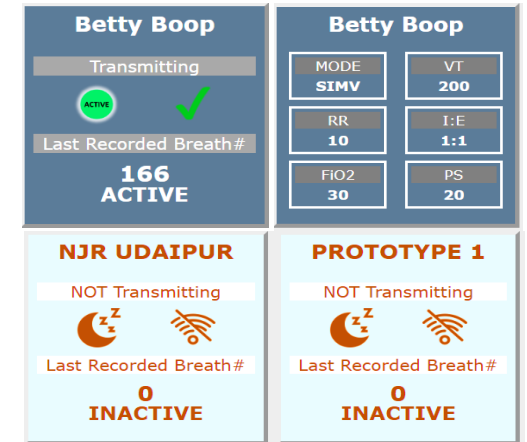 Betty Boop
Transmitting
ACTIVE
Last Recorded Breath#
166
ACTIVE
Betty Boop
MODE
SIMV
VT
200
RR
10
I:E
1:1
FiO2
30
PS
20
NJR UDAIPUR
NOT Transmitting
z z z
Last Recorded Breath#
0
INACTIVE
PROTOTYPE 1
NOT Transmitting
z z z
Last Recorded Breath#
0
INACTIVE